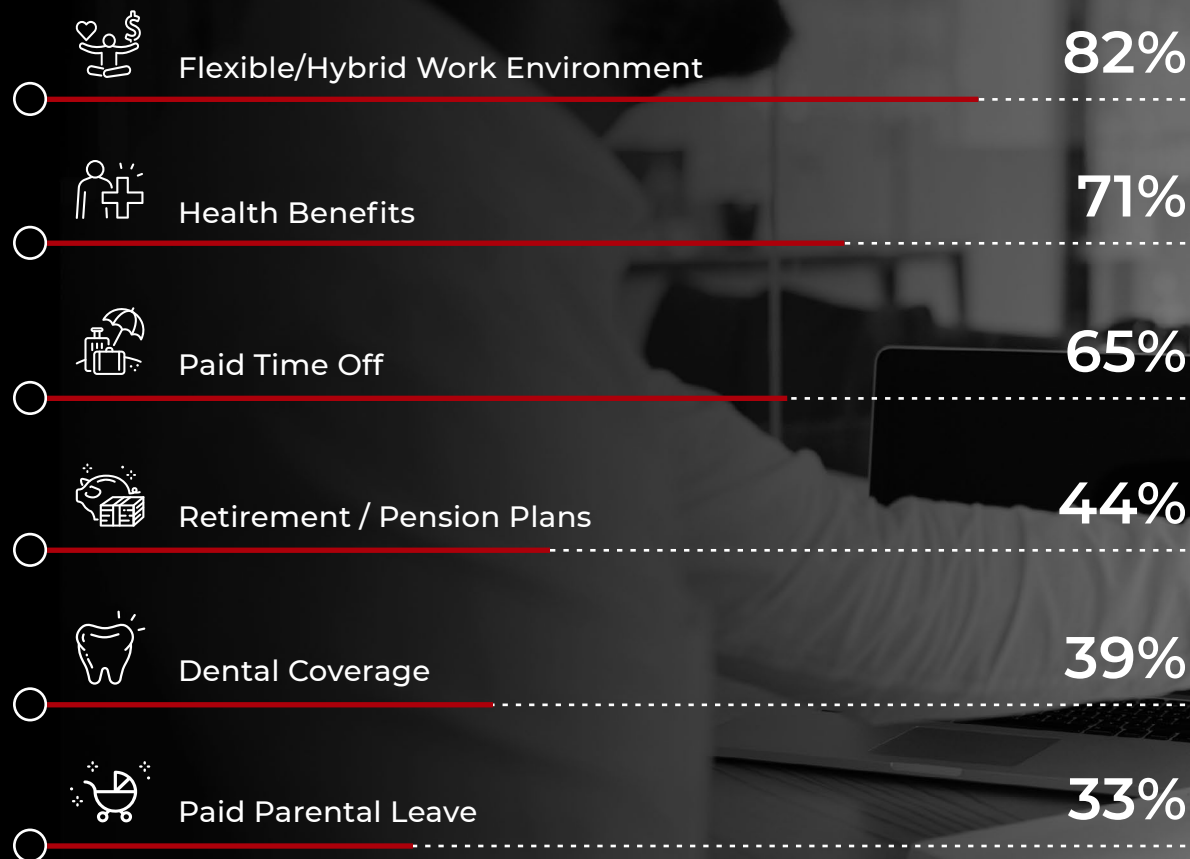 Flexible/Hybrid Work Environment 82%
Health Benefits 71%
Paid Time Off 65%
Retirement / Pension Plans 44%
Dental Coverage 39%
Paid Parental Leave 33%